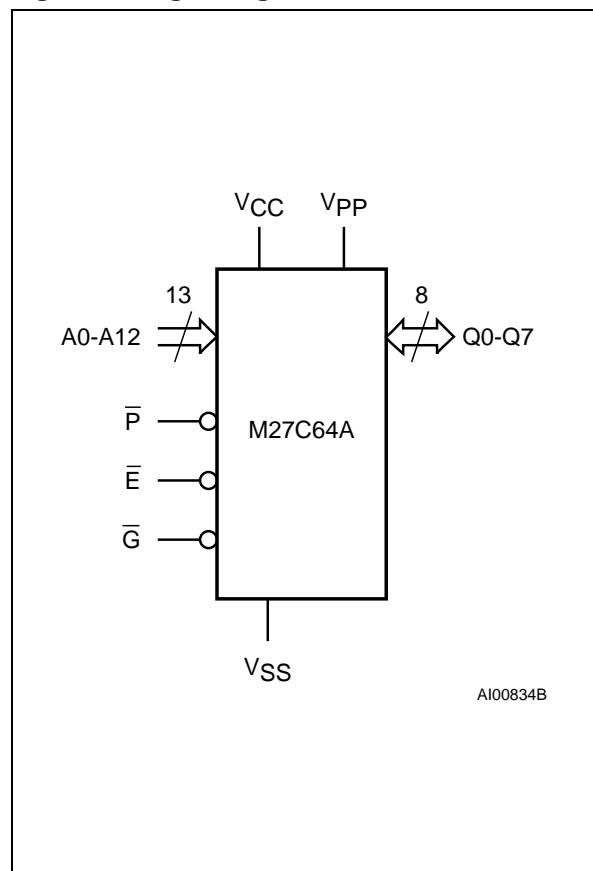 VCC VPP
13 8
A0-A12 Q0-Q7
P̅ M27C64A
E̅
G̅
VSS
AI00834B